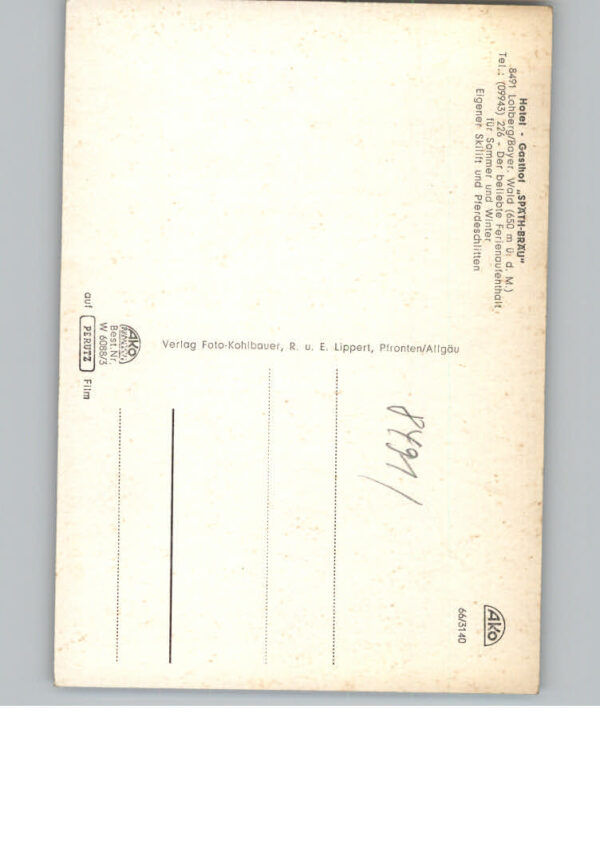 Hotel - Gasthof „SPÄTH-BRÄU"
8491 Lohberg/Bayer. Wald (650 m ü. d. M.)
Tel.: (09943) 226 - Der beliebte Ferienaufenthalt,
für Sommer und Winter
Eigener Skilift und Pferdeschlitten
Verlag Foto-Kohlbauer, R. u. E. Lippert, Pfronten/Allgäu
AKO
Best. Nr.
W 6088/3
auf PERUTZ Film
8491
AKO
66/3140